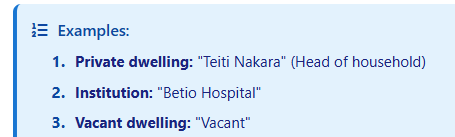 Examples:
1. Private dwelling: "Teiti Nakara" (Head of household)
2. Institution: "Betio Hospital"
3. Vacant dwelling: "Vacant"